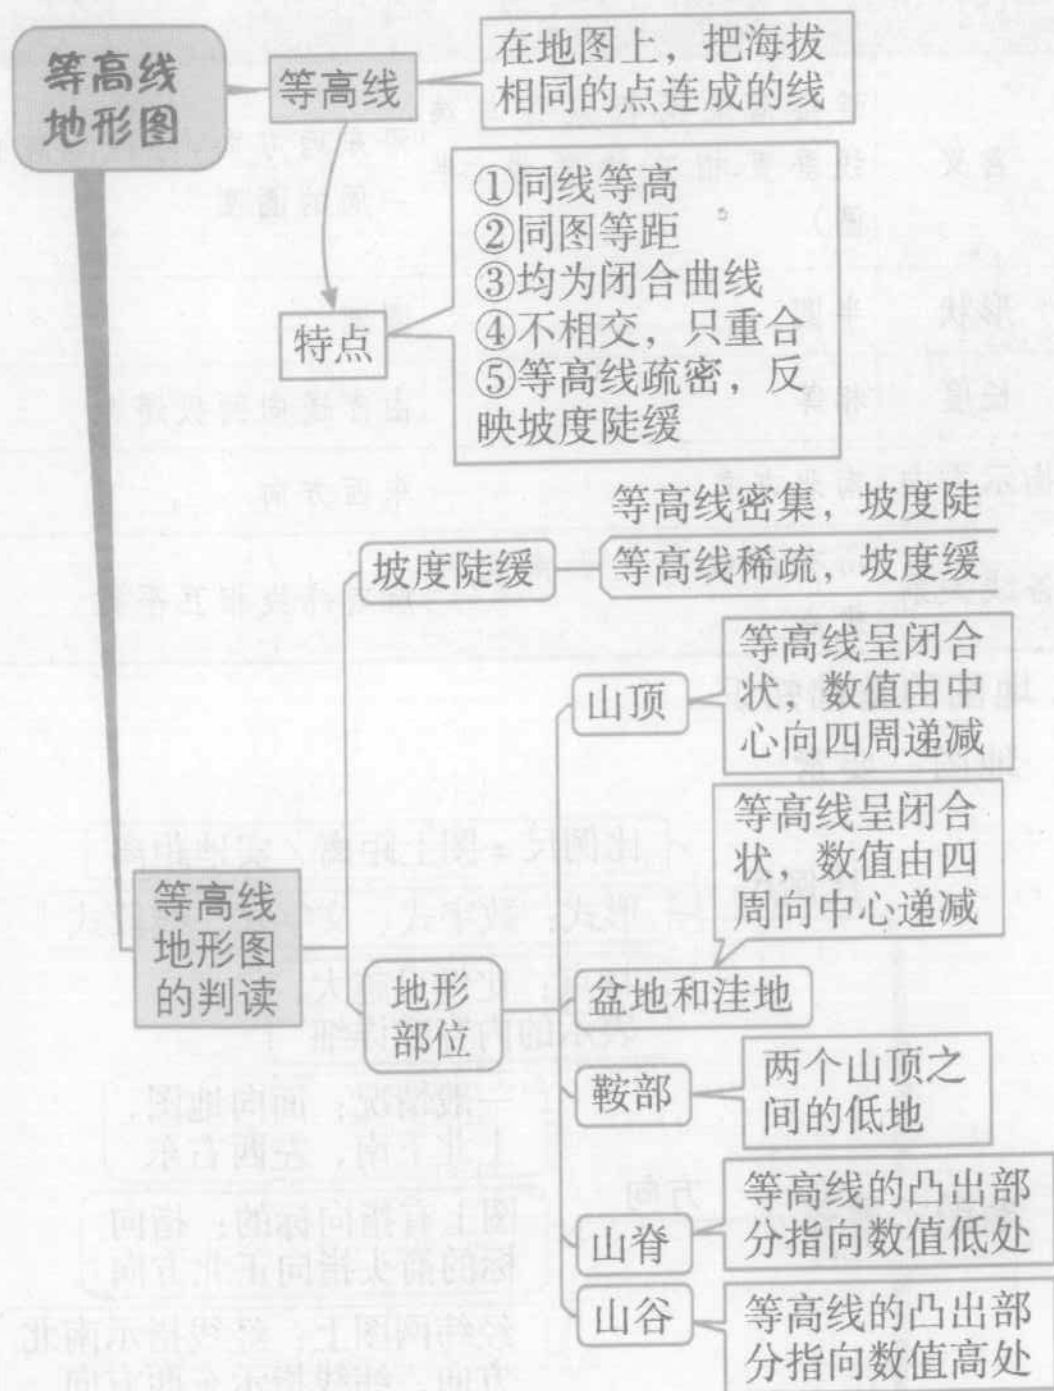 等高线
地形图
等高线
在地图上，把海拔
相同的点连成的线
特点
①同线等高
②同图等距
③均为闭合曲线
④不相交，只重合
⑤等高线疏密，反
映坡度陡缓
等高线
地形图
的判读
坡度陡缓
等高线密集，坡度陡
等高线稀疏，坡度缓
地形
部位
山顶
等高线呈闭合
状，数值由中
心向四周递减
等高线呈闭合
状，数值由四
周向中心递减
盆地和洼地
鞍部
两个山顶之
间的低地
山脊
等高线的凸出部
分指向数值低处
山谷
等高线的凸出部
分指向数值高处